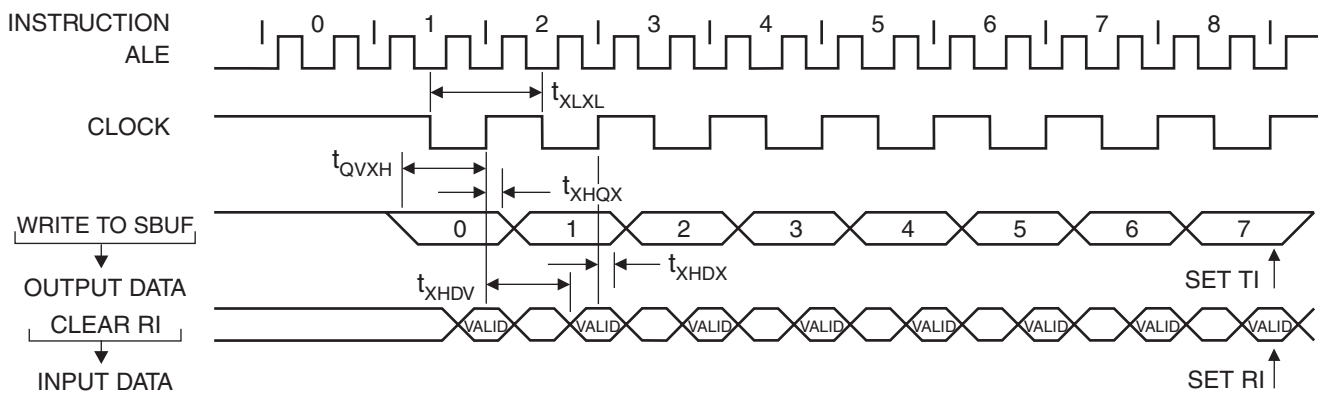 INSTRUCTION 0 1 2 3 4 5 6 7 8
ALE
tXLXL
CLOCK
tQVXH
tXHQX
WRITE TO SBUF 0 1 2 3 4 5 6 7
tXHDX
tXHDV
SET TI
OUTPUT DATA
CLEAR RI VALID VALID VALID VALID VALID VALID VALID VALID
INPUT DATA
SET RI